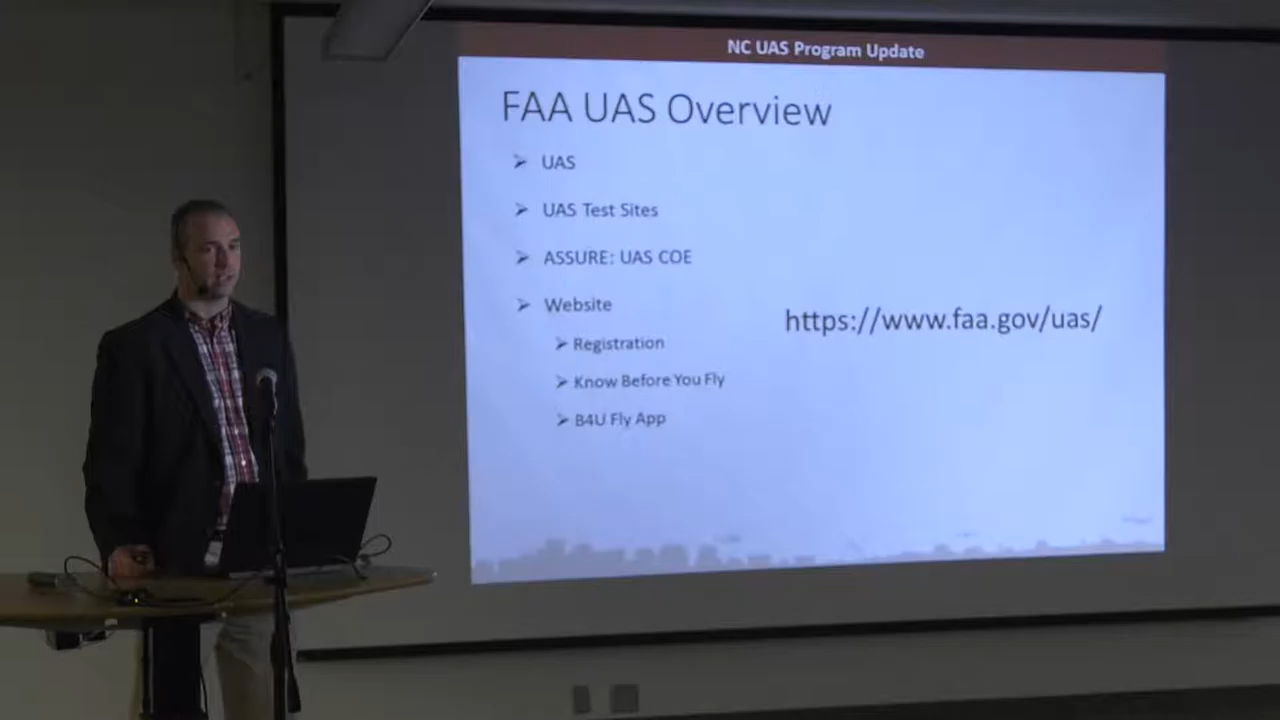 NC UAS Program Update
FAA UAS Overview
UAS
UAS Test Sites
ASSURE: UAS COE
Website
https://www.faa.gov/uas/
Registration
Know Before You Fly
B4U Fly App